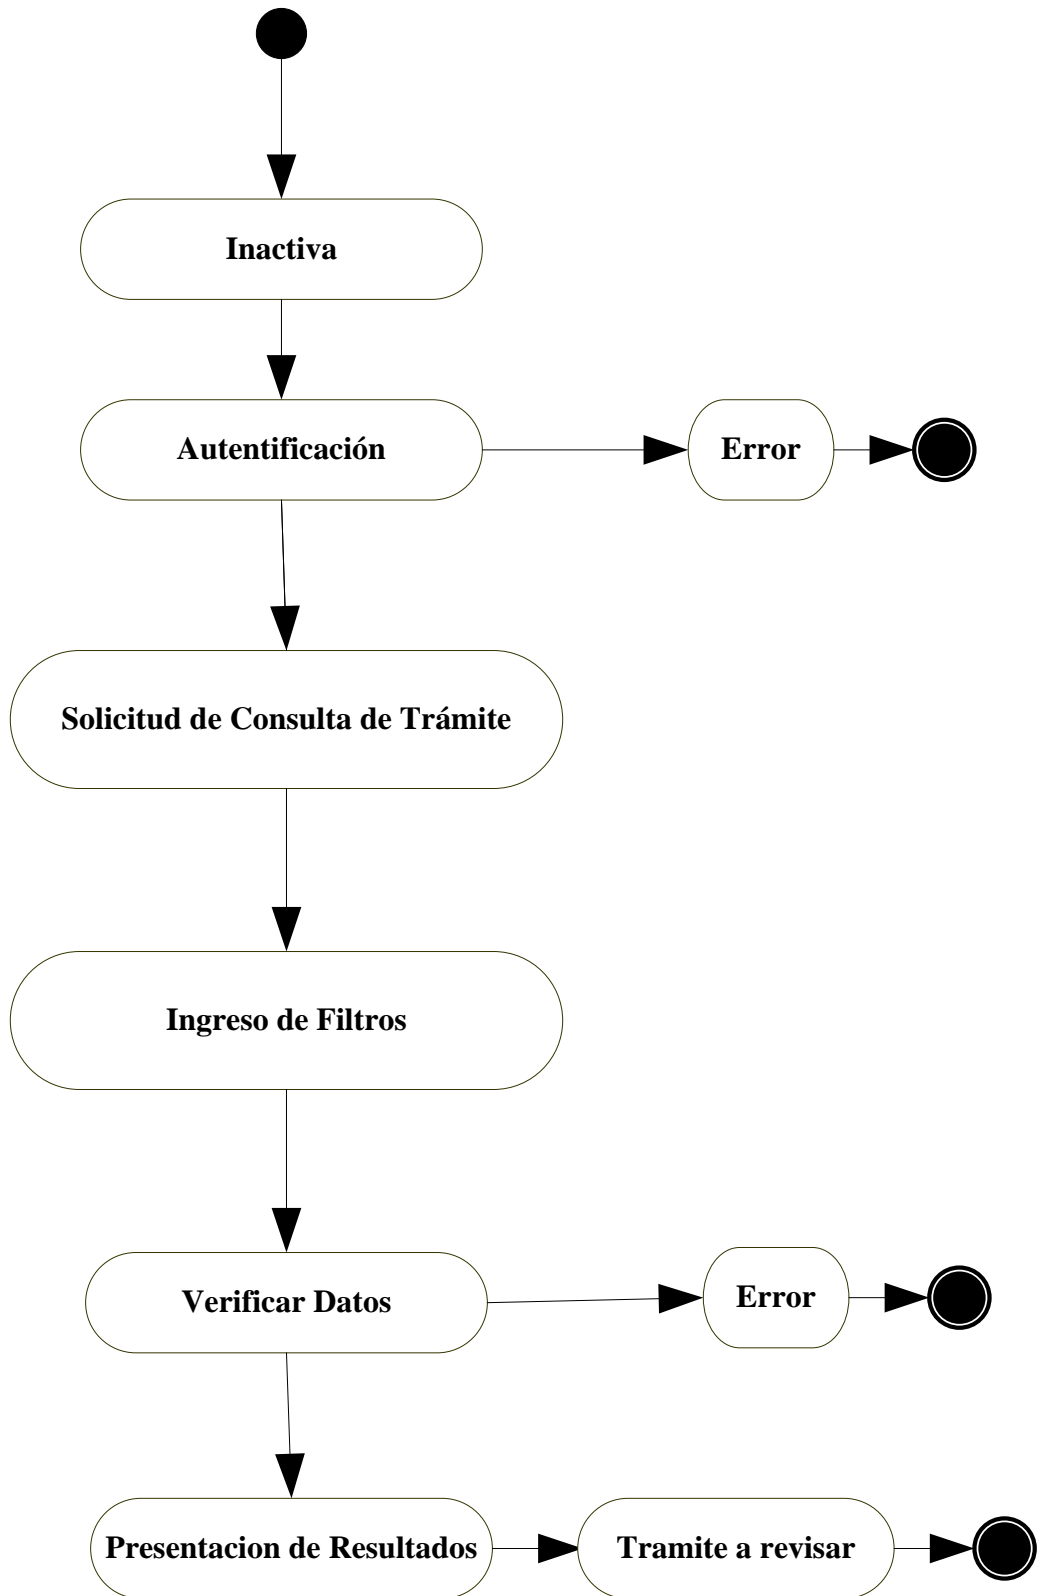 Inactiva
Autentificación
Error
Solicitud de Consulta de Trámite
Ingreso de Filtros
Verificar Datos
Error
Presentacion de Resultados
Tramite a revisar